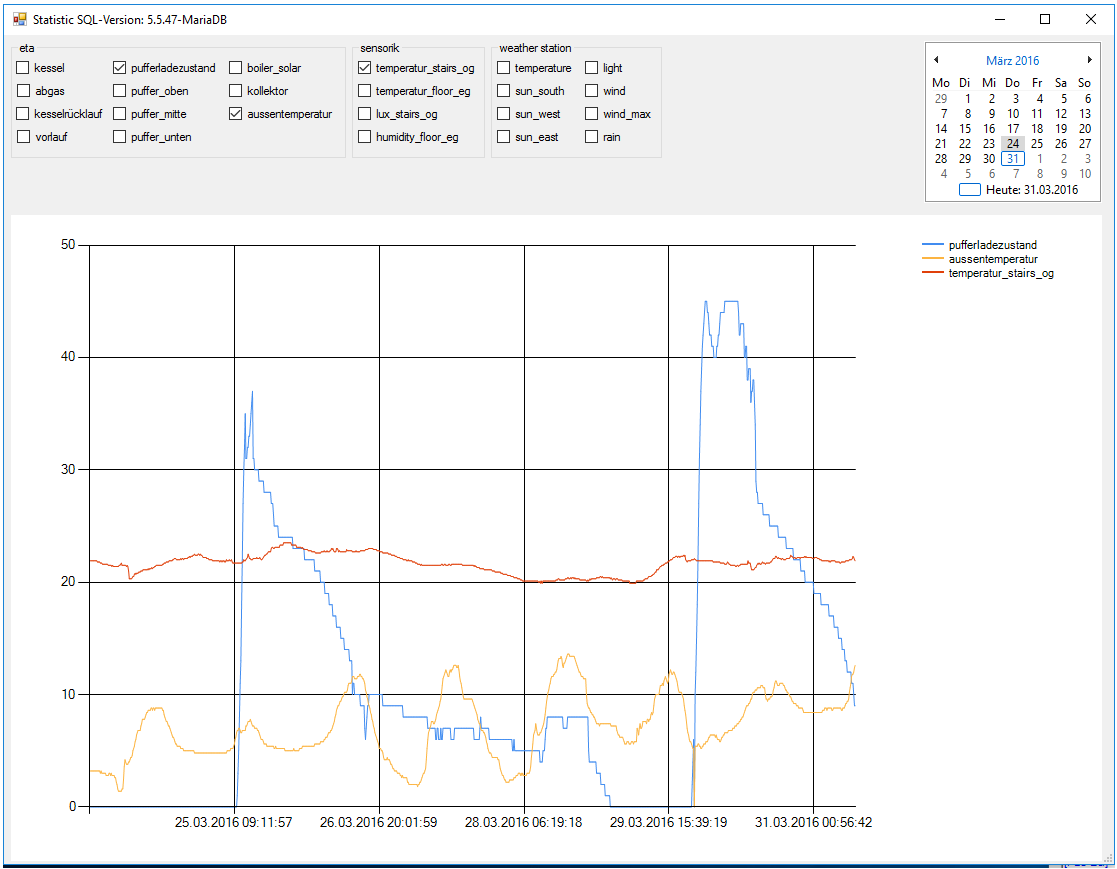 Statistic SQL-Version: 5.5.47-MariaDB
eta
kessel pufferladezustand boiler_solar
abgas puffer_oben kollektor
kesselrücklauf puffer_mitte aussentemperatur
vorlauf puffer_unten
sensorik
temperatur_stairs_og
temperatur_floor_eg
lux_stairs_og
humidity_floor_eg
weather station
temperature light
sun_south wind
sun_west wind_max
sun_east rain
März 2016
Mo Di Mi Do Fr Sa So
29 1 2 3 4 5 6
7 8 9 10 11 12 13
14 15 16 17 18 19 20
21 22 23 24 25 26 27
28 29 30 31 1 2 3
4 5 6 7 8 9 10
Heute: 31.03.2016
50
40
30
20
10
0
25.03.2016 09:11:57 26.03.2016 20:01:59 28.03.2016 06:19:18 29.03.2016 15:39:19 31.03.2016 00:56:42
pufferladezustand
aussentemperatur
temperatur_stairs_og